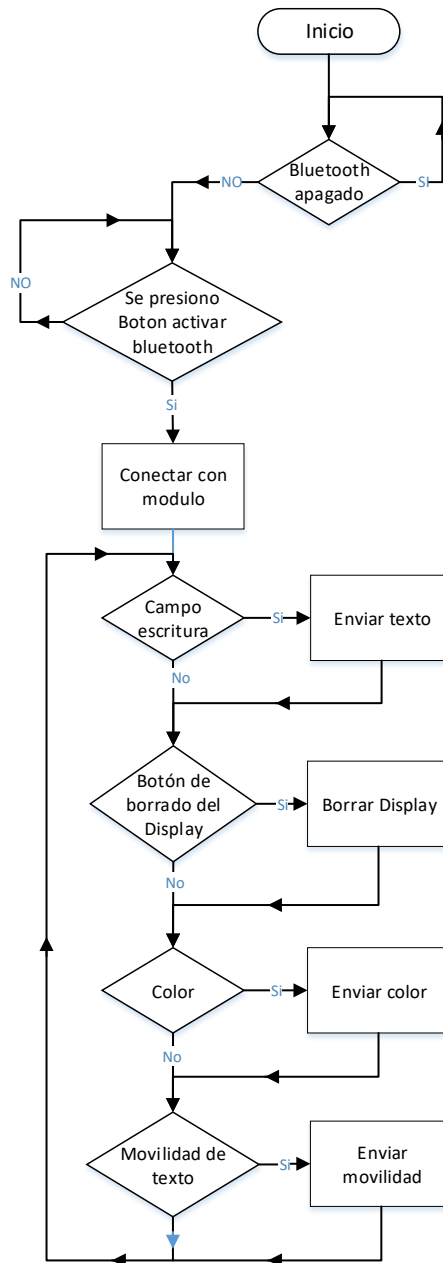 Inicio
Bluetooth
apagado
NO
SI
NO
Se presiono
Boton activar
bluetooth
Si
Conectar con
modulo
Campo
escritura
Si
Enviar texto
No
Botón de
borrado del
Display
Si
Borrar Display
No
Color
Si
Enviar color
No
Movilidad de
texto
Si
Enviar
movilidad